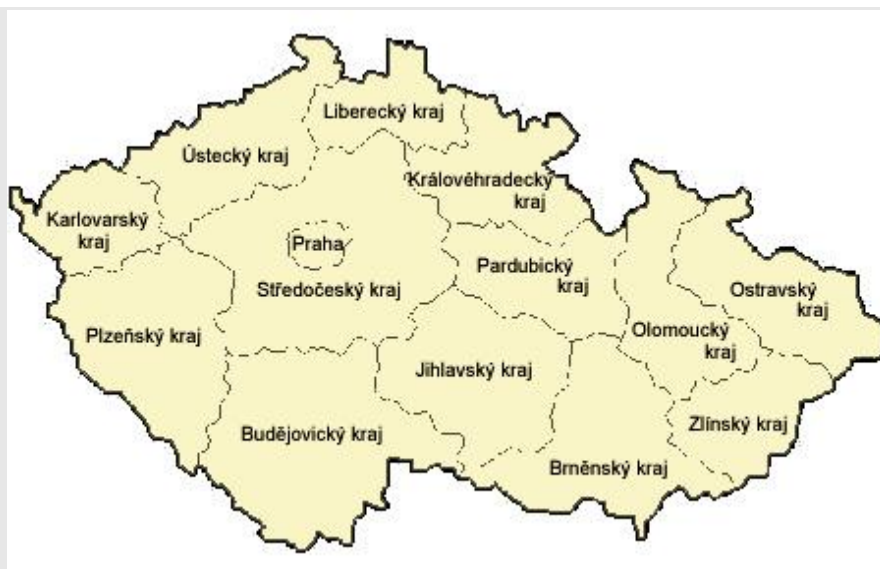 Liberecký kraj
Ústecký kraj
Královéhradecký
kraj
Karlovarský
kraj
Praha
Pardubický
kraj
Středočeský kraj
Ostravský
kraj
Plzeňský kraj
Olomoucký
kraj
Jihlavský kraj
Zlínský kraj
Budějovický kraj
Brněnský kraj